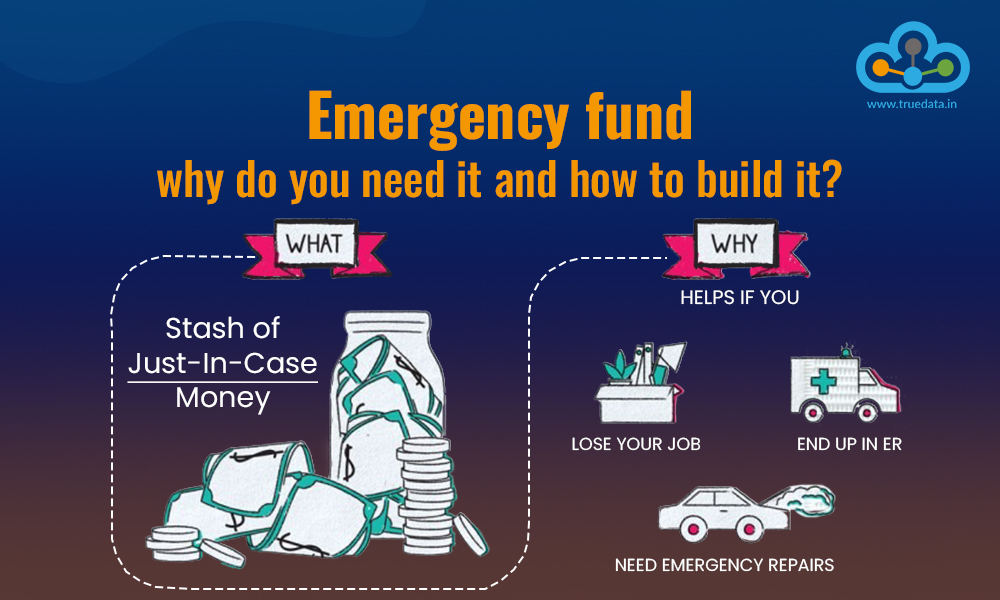 www.truedata.in
Emergency fund
why do you need it and how to build it?
WHAT
Stash of
Just-In-Case
Money
WHY
HELPS IF YOU
LOSE YOUR JOB
END UP IN ER
NEED EMERGENCY REPAIRS